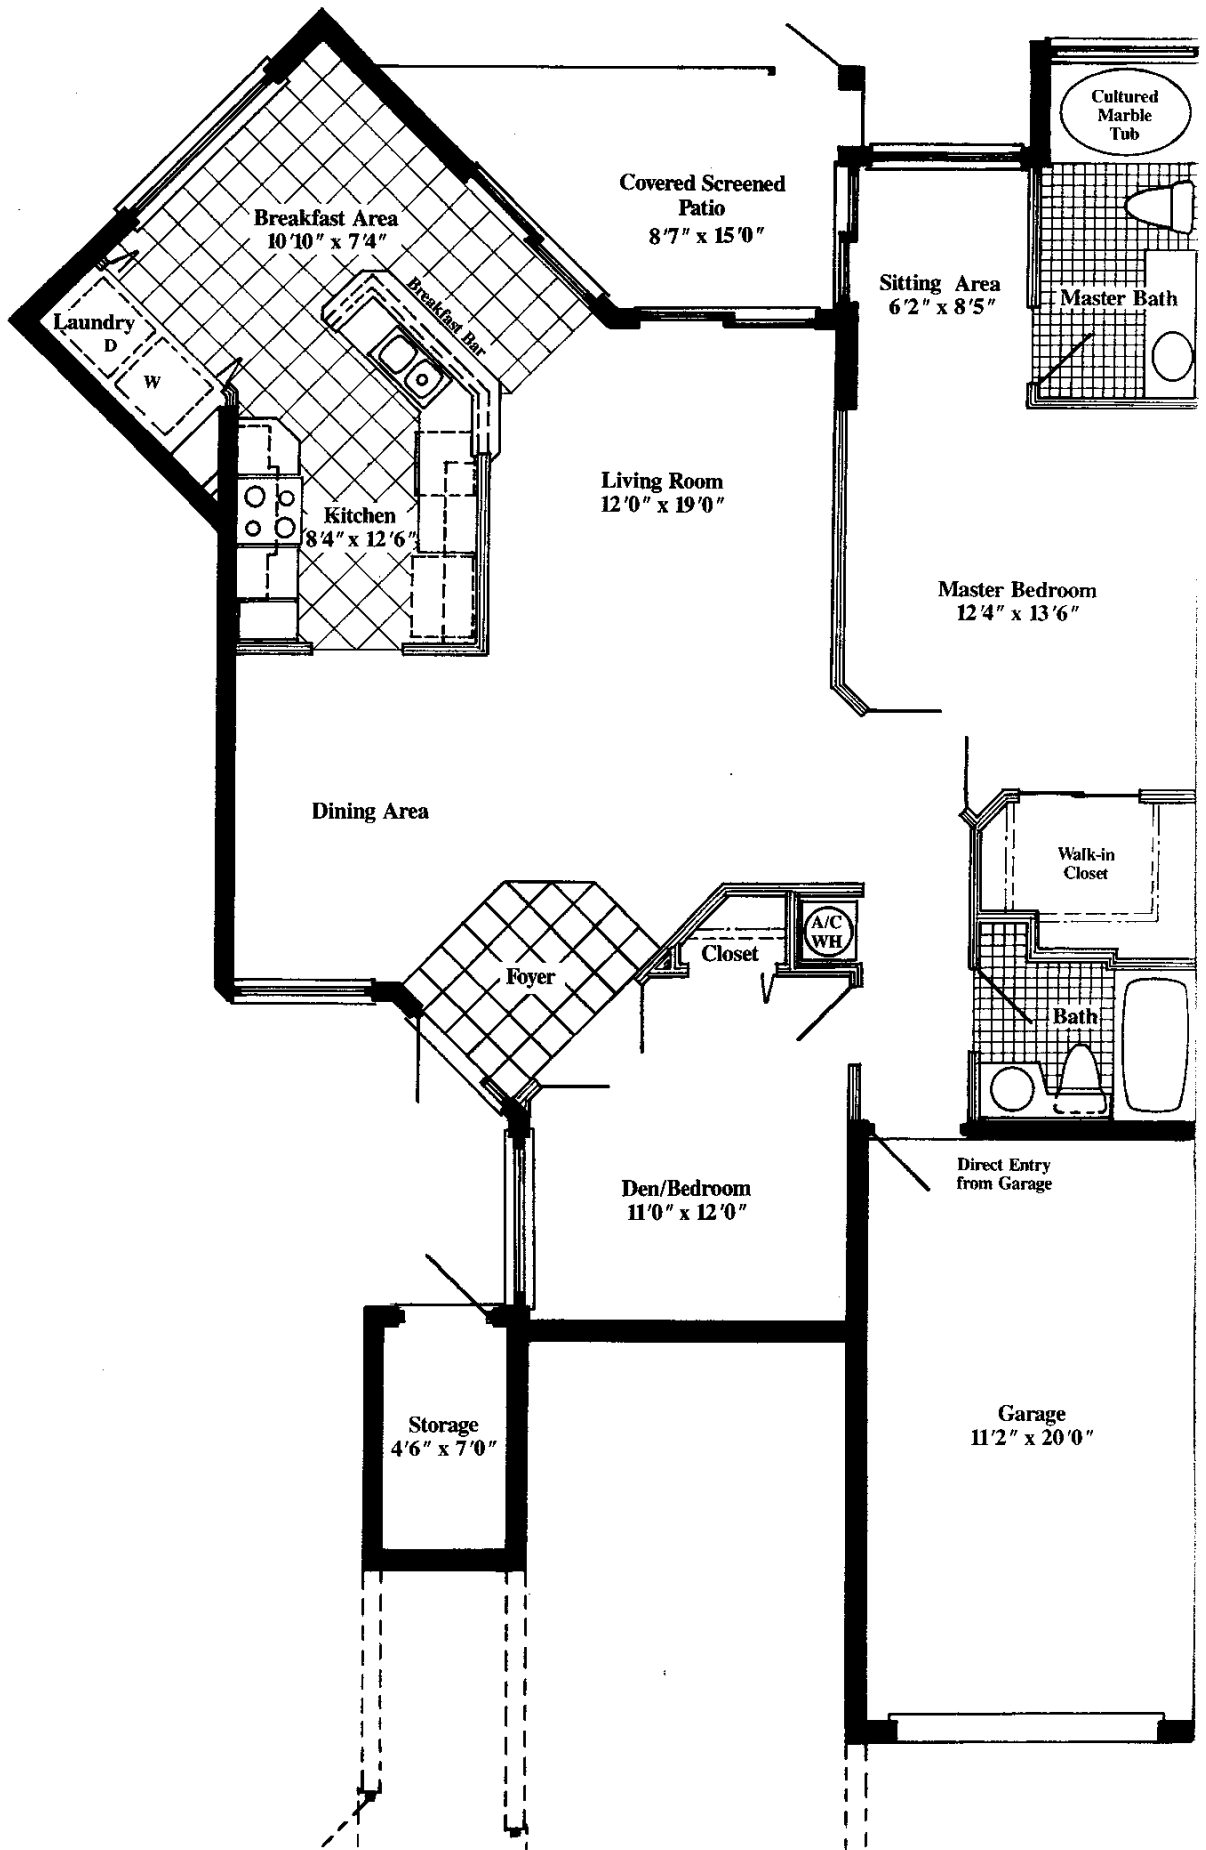 Cultured
Marble
Tub
Covered Screened
Patio
8'7" x 15'0"
Breakfast Area
10'10" x 7'4"
Sitting Area
6'2" x 8'5"
Master Bath
Breakfast Bar
Laundry
D
W
Living Room
12'0" x 19'0"
Kitchen
8'4" x 12'6"
Master Bedroom
12'4" x 13'6"
Dining Area
Walk-in
Closet
A/C
WH
Closet
Foyer
Bath
Direct Entry
from Garage
Den/Bedroom
11'0" x 12'0"
Garage
11'2" x 20'0"
Storage
4'6" x 7'0"